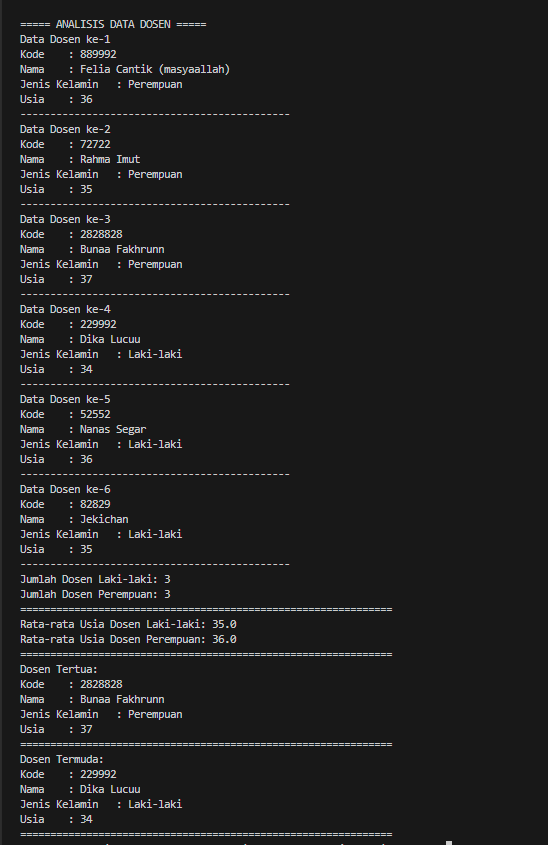 ===== ANALISIS DATA DOSEN =====
Data Dosen ke-1
Kode    : 889992
Nama    : Felia Cantik (masyaallah)
Jenis Kelamin   : Perempuan
Usia    : 36
---------------------------------------------
Data Dosen ke-2
Kode    : 72722
Nama    : Rahma Imut
Jenis Kelamin   : Perempuan
Usia    : 35
---------------------------------------------
Data Dosen ke-3
Kode    : 2828828
Nama    : Bunaa Fakhrunn
Jenis Kelamin   : Perempuan
Usia    : 37
---------------------------------------------
Data Dosen ke-4
Kode    : 229992
Nama    : Dika Lucuu
Jenis Kelamin   : Laki-laki
Usia    : 34
---------------------------------------------
Data Dosen ke-5
Kode    : 52552
Nama    : Nanas Segar
Jenis Kelamin   : Laki-laki
Usia    : 36
---------------------------------------------
Data Dosen ke-6
Kode    : 82829
Nama    : Jekichan
Jenis Kelamin   : Laki-laki
Usia    : 35
---------------------------------------------
Jumlah Dosen Laki-laki: 3
Jumlah Dosen Perempuan: 3
==============================================================
Rata-rata Usia Dosen Laki-laki: 35.0
Rata-rata Usia Dosen Perempuan: 36.0
==============================================================
Dosen Tertua:
Kode    : 2828828
Nama    : Bunaa Fakhrunn
Jenis Kelamin   : Perempuan
Usia    : 37
==============================================================
Dosen Termuda:
Kode    : 229992
Nama    : Dika Lucuu
Jenis Kelamin   : Laki-laki
Usia    : 34
==============================================================